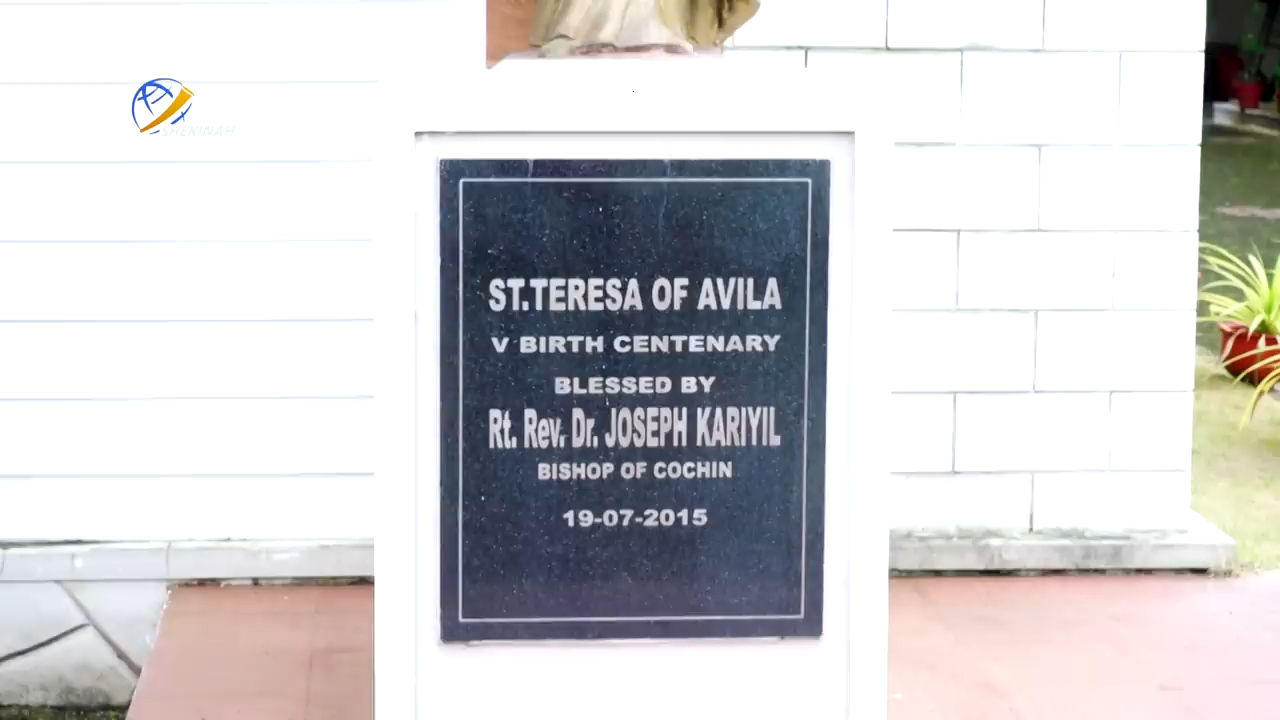 SHEKINAH
ST.TERESA OF AVILA
V BIRTH CENTENARY
BLESSED BY
Rt. Rev. Dr. JOSEPH KARIYIL
BISHOP OF COCHIN
19-07-2015